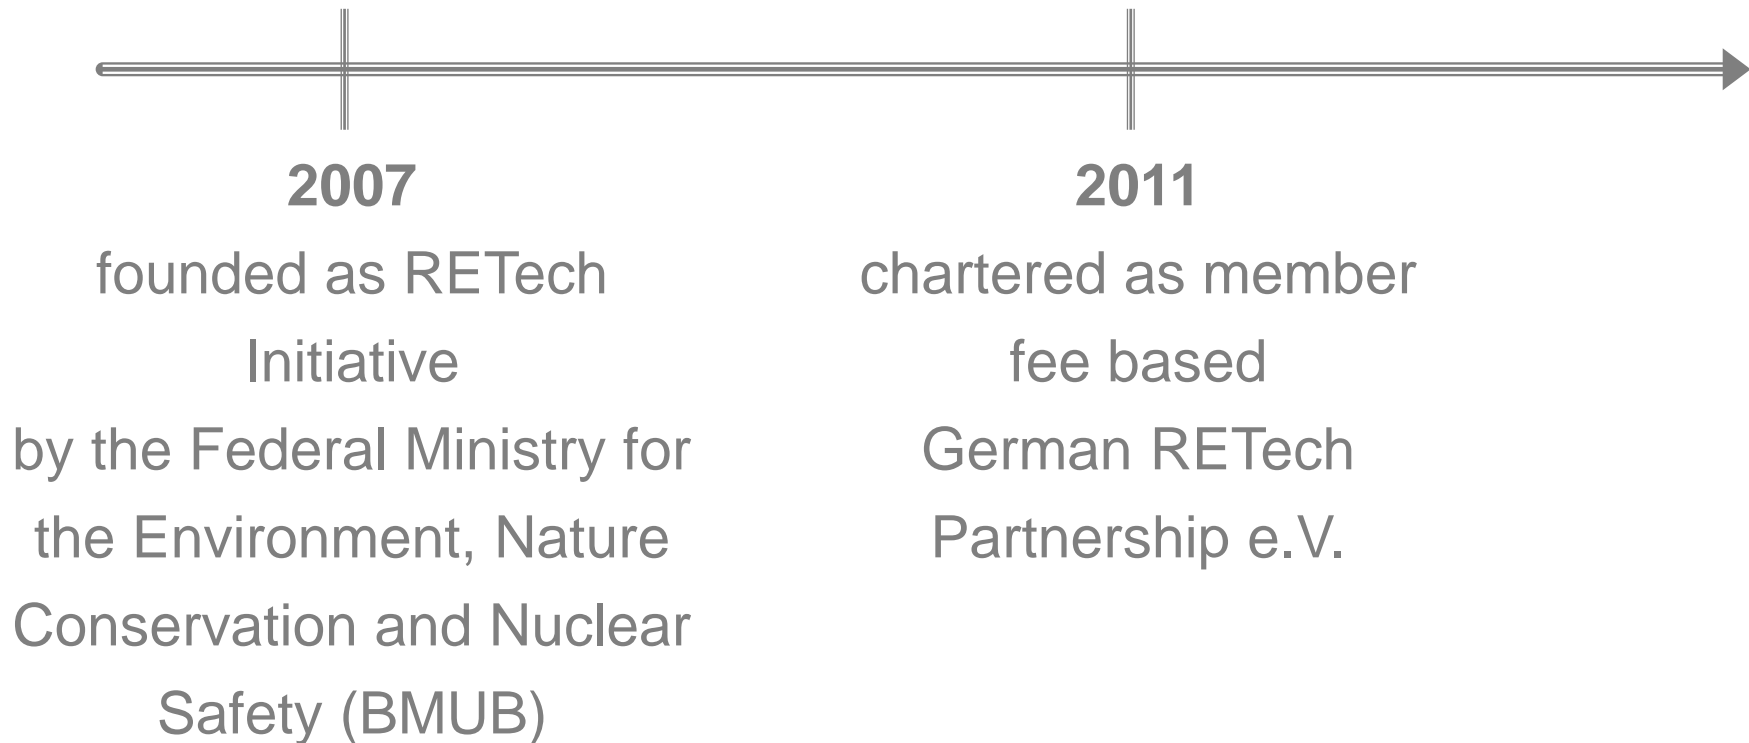 2007
founded as RETech
Initiative
by the Federal Ministry for
the Environment, Nature
Conservation and Nuclear
Safety (BMUB)
2011
chartered as member
fee based
German RETech
Partnership e.V.